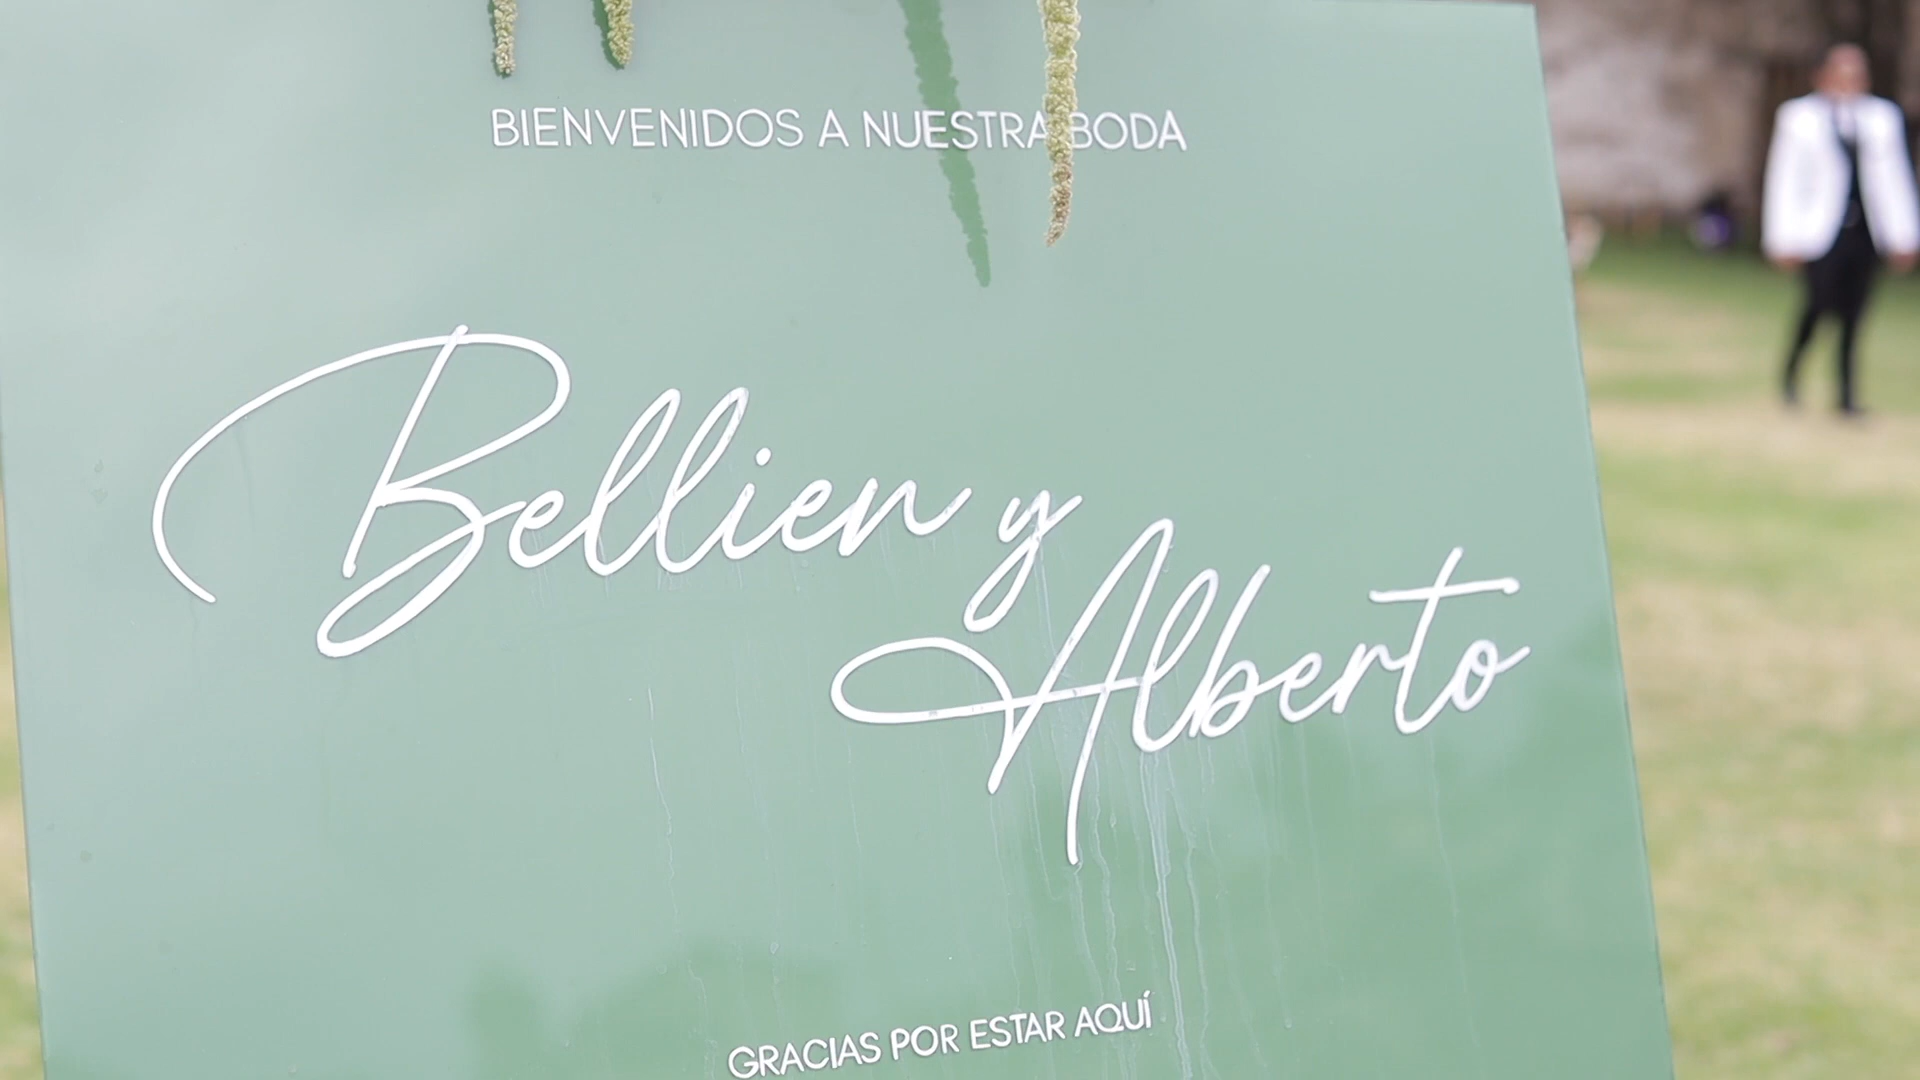 BIENVENIDOS A NUESTRA BODA
Bellien y
Alberto
GRACIAS POR ESTAR AQUÍ